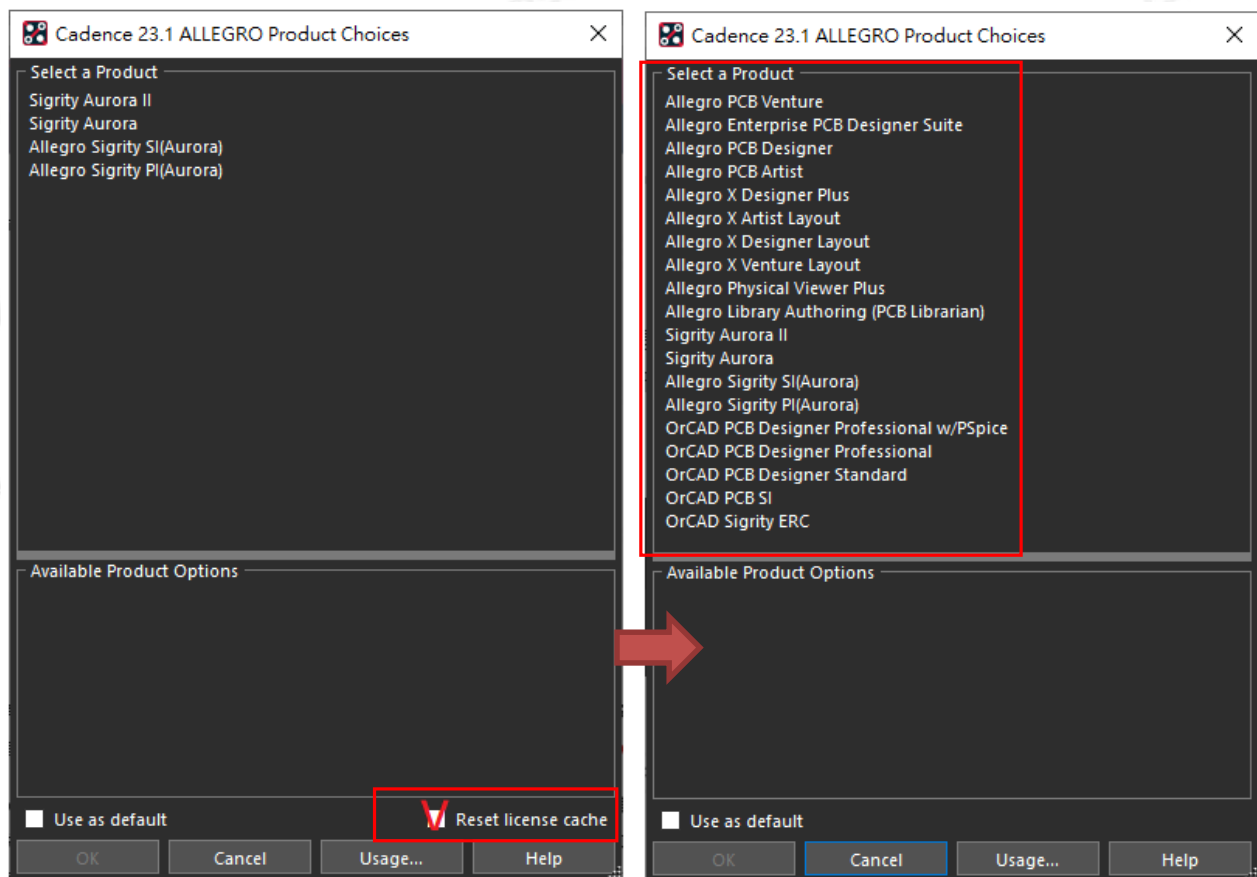 Cadence 23.1 ALLEGRO Product Choices
Select a Product
Sigrity Aurora II
Sigrity Aurora
Allegro Sigrity SI(Aurora)
Allegro Sigrity PI(Aurora)
Available Product Options
Use as default
Reset license cache
OK
Cancel
Usage...
Help
Cadence 23.1 ALLEGRO Product Choices
Select a Product
Allegro PCB Venture
Allegro Enterprise PCB Designer Suite
Allegro PCB Designer
Allegro PCB Artist
Allegro X Designer Plus
Allegro X Artist Layout
Allegro X Designer Layout
Allegro X Venture Layout
Allegro Physical Viewer Plus
Allegro Library Authoring (PCB Librarian)
Sigrity Aurora II
Sigrity Aurora
Allegro Sigrity SI(Aurora)
Allegro Sigrity PI(Aurora)
OrCAD PCB Designer Professional w/PSpice
OrCAD PCB Designer Professional
OrCAD PCB Designer Standard
OrCAD PCB SI
OrCAD Sigrity ERC
Available Product Options
Use as default
OK
Cancel
Usage...
Help